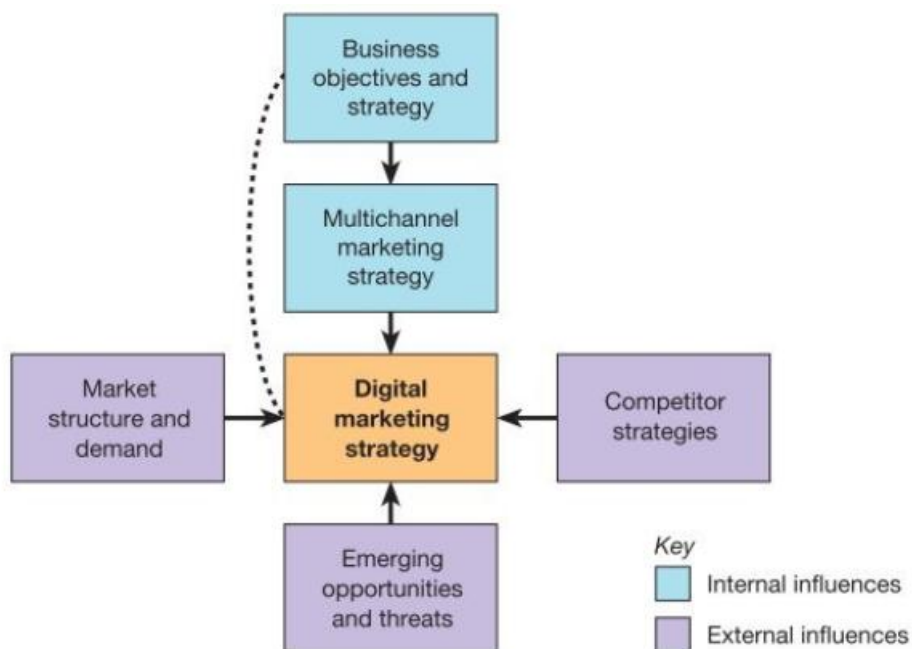 Business
objectives and
strategy
Multichannel
marketing
strategy
Market
structure and
demand
Digital
marketing
strategy
Competitor
strategies
Emerging
opportunities
and threats
Key
Internal influences
External influences